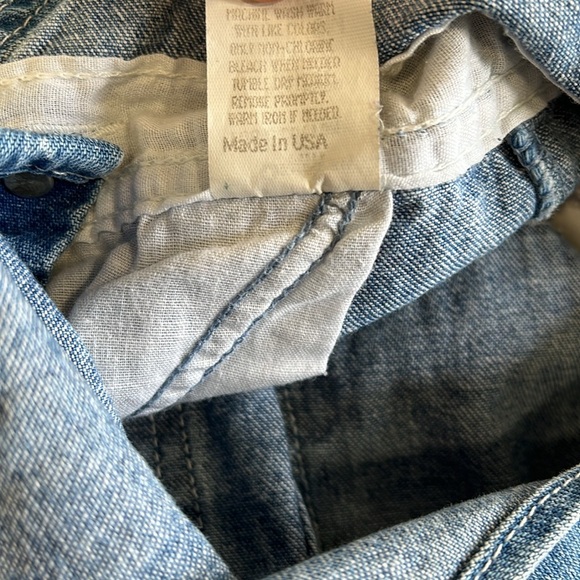 MACHINE WASH WARM
WITH LIKE COLORS.
ONLY NON-CHLORINE
BLEACH WHEN NEEDED
TUMBLE DRY MEDIUM.
REMOVE PROMPTLY.
WARM IRON IF NEEDED.
Made In USA